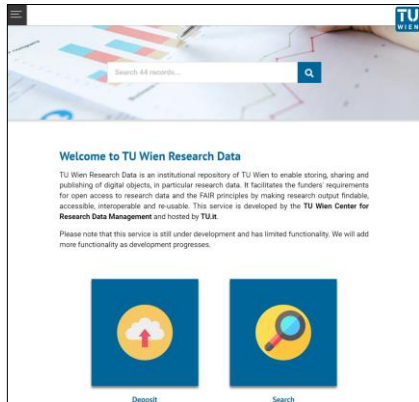 TU
WIEN
Search 44 records...
Welcome to TU Wien Research Data
TU Wien Research Data is an institutional repository of TU Wien to enable storing, sharing and
publishing of digital objects, in particular research data. It facilitates the funders' requirements
for open access to research data and the FAIR principles by making research output findable,
accessible, interoperable and re-usable. This service is developed by the TU Wien Center for
Research Data Management and hosted by TU.it.
Please note that this service is still under development and has limited functionality. We will add
more functionality as development progresses.
Deposit
Search